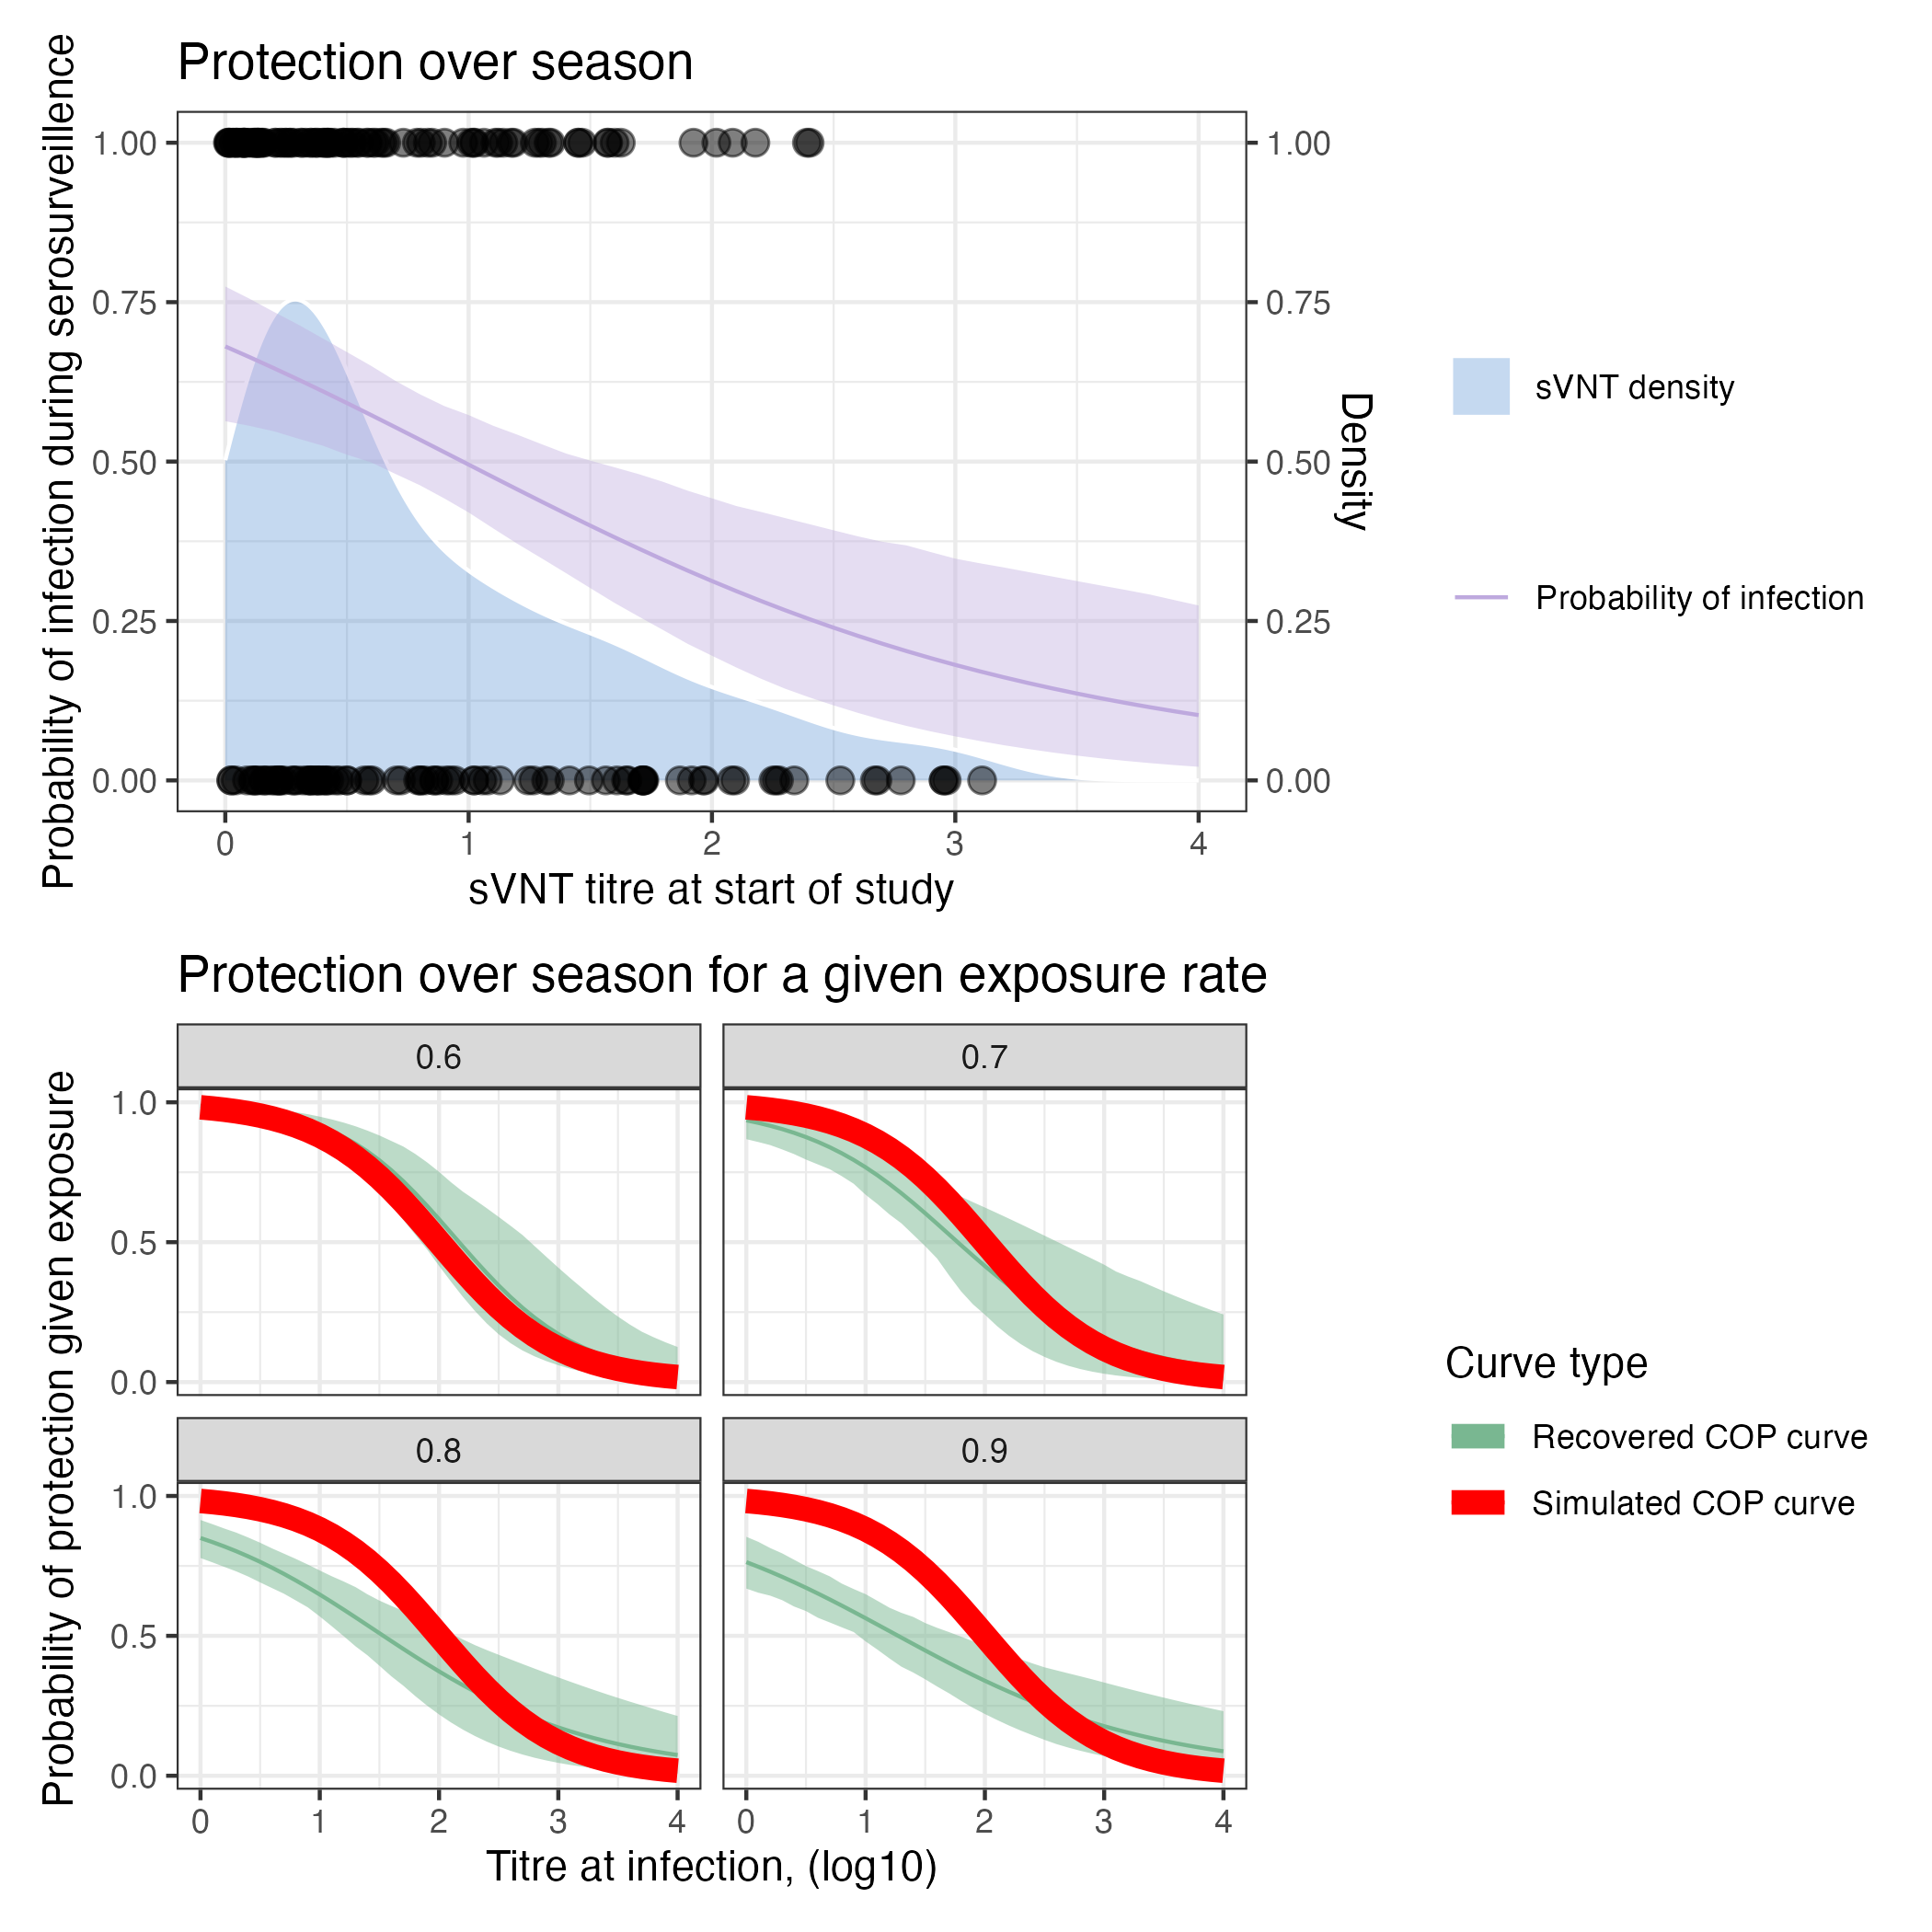 Protection over season
Probability of infection during serosurveillence
1.00
0.75
0.50
0.25
0.00
1.00
0.75
0.50
0.25
0.00
Density
0 1 2 3 4
sVNT titre at start of study
sVNT density
Probability of infection
Protection over season for a given exposure rate
Probability of protection given exposure
0.6 0.7
1.0
0.5
0.0
0.8 0.9
1.0
0.5
0.0
0 1 2 3 4 0 1 2 3 4
Titre at infection, (log10)
Curve type
Recovered COP curve
Simulated COP curve